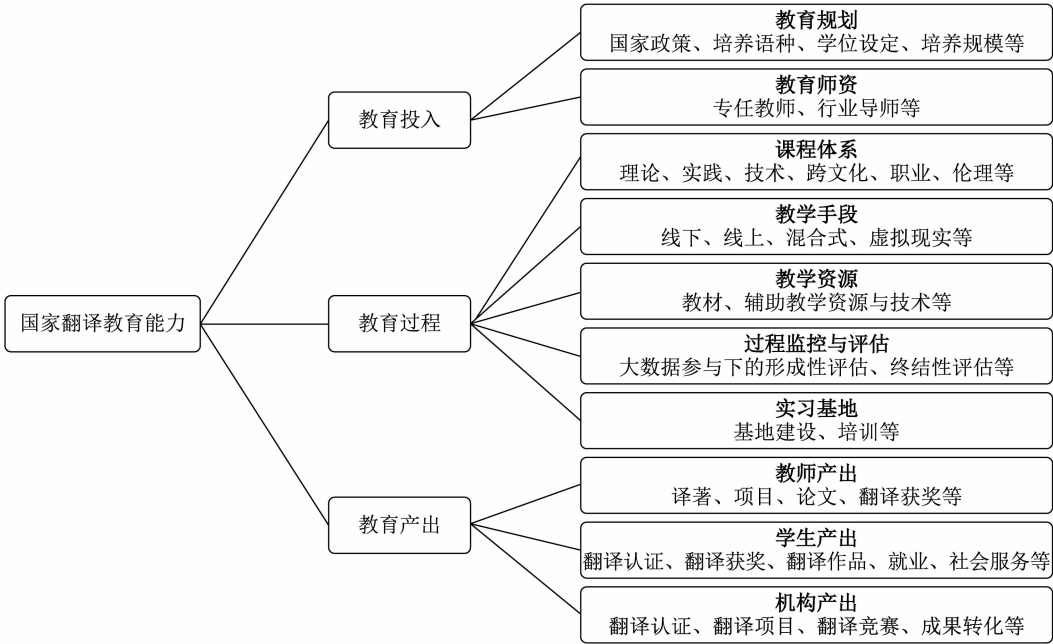 国家翻译教育能力
教育投入
教育规划
国家政策、培养语种、学位设定、培养规模等
教育师资
专任教师、行业导师等
教育过程
课程体系
理论、实践、技术、跨文化、职业、伦理等
教学手段
线下、线上、混合式、虚拟现实等
教学资源
教材、辅助教学资源与技术等
过程监控与评估
大数据参与下的形成性评估、终结性评估等
实习基地
基地建设、培训等
教育产出
教师产出
译著、项目、论文、翻译获奖等
学生产出
翻译认证、翻译获奖、翻译作品、就业、社会服务等
机构产出
翻译认证、翻译项目、翻译竞赛、成果转化等